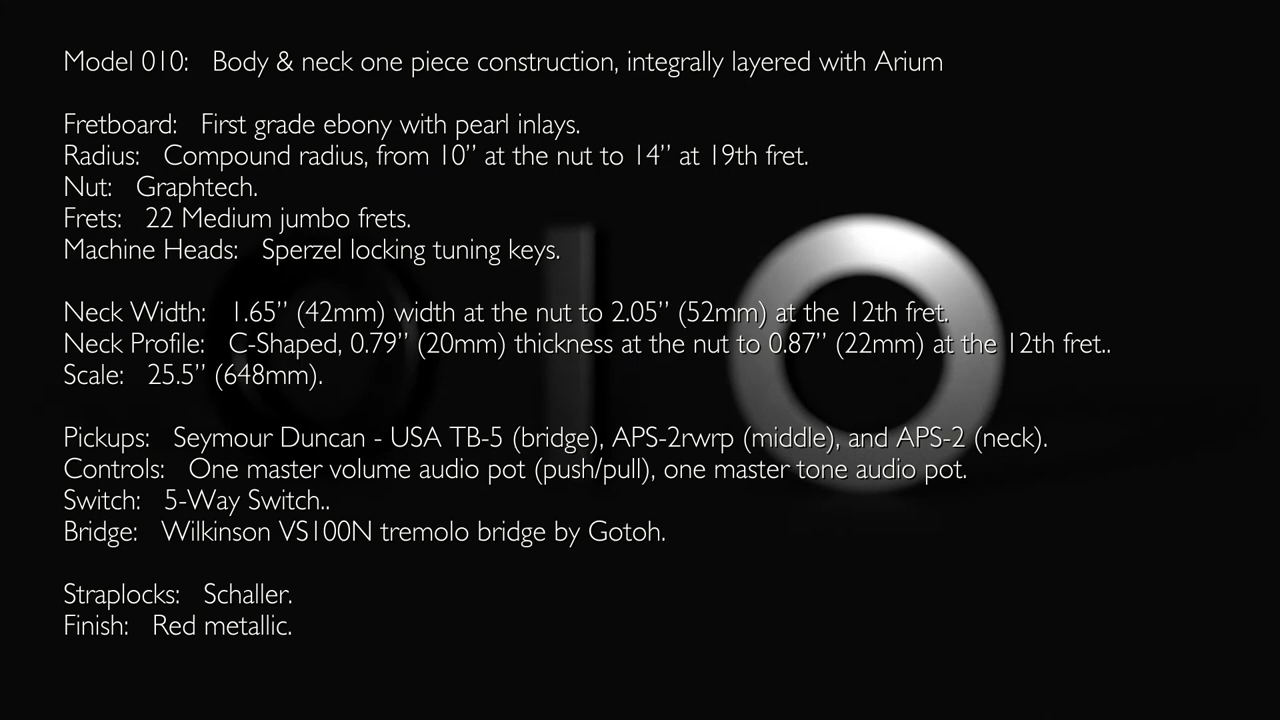 Model 010: Body & neck one piece construction, integrally layered with Arium
Fretboard: First grade ebony with pearl inlays.
Radius: Compound radius, from 10” at the nut to 14” at 19th fret.
Nut: Graphtech.
Frets: 22 Medium jumbo frets.
Machine Heads: Sperzel locking tuning keys.
Neck Width: 1.65” (42mm) width at the nut to 2.05” (52mm) at the 12th fret.
Neck Profile: C-Shaped, 0.79” (20mm) thickness at the nut to 0.87” (22mm) at the 12th fret..
Scale: 25.5” (648mm).
Pickups: Seymour Duncan - USA TB-5 (bridge), APS-2rwrp (middle), and APS-2 (neck).
Controls: One master volume audio pot (push/pull), one master tone audio pot.
Switch: 5-Way Switch..
Bridge: Wilkinson VS100N tremolo bridge by Gotoh.
Straplocks: Schaller.
Finish: Red metallic.
010